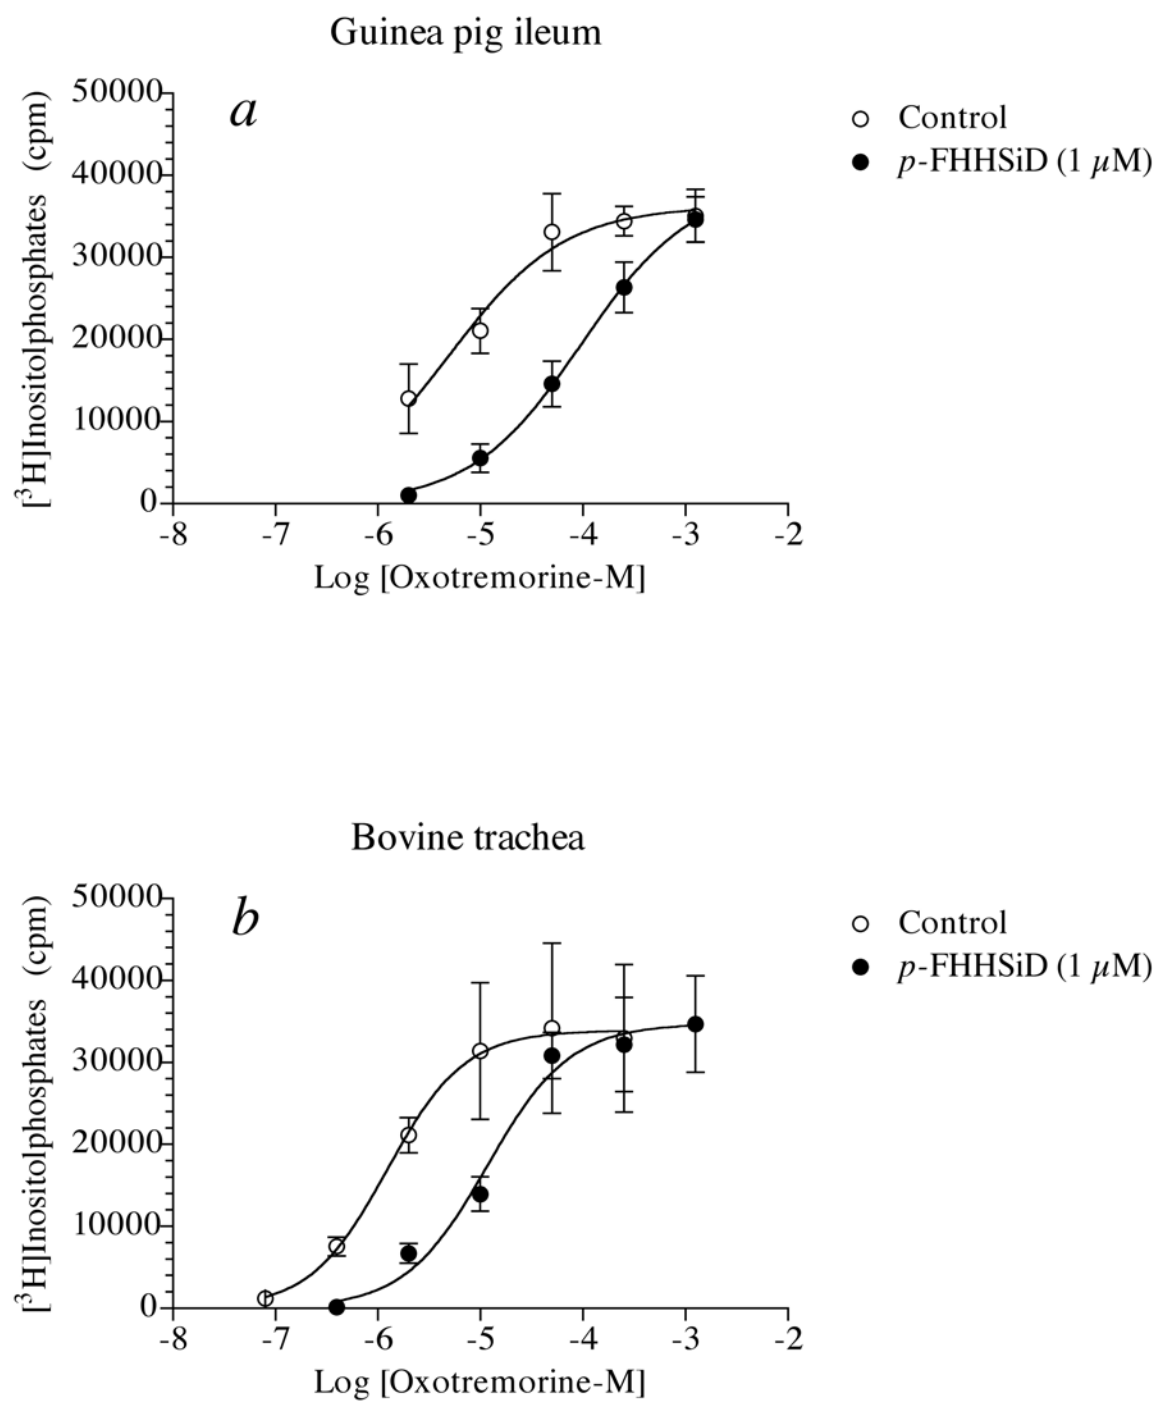 Guinea pig ileum
a
[³H]Inositolphosphates (cpm)
50000
40000
30000
20000
10000
0
-8 -7 -6 -5 -4 -3 -2
Log [Oxotremorine-M]
Control
p-FHHSiD (1 µM)
Bovine trachea
b
[³H]Inositolphosphates (cpm)
50000
40000
30000
20000
10000
0
-8 -7 -6 -5 -4 -3 -2
Log [Oxotremorine-M]
Control
p-FHHSiD (1 µM)